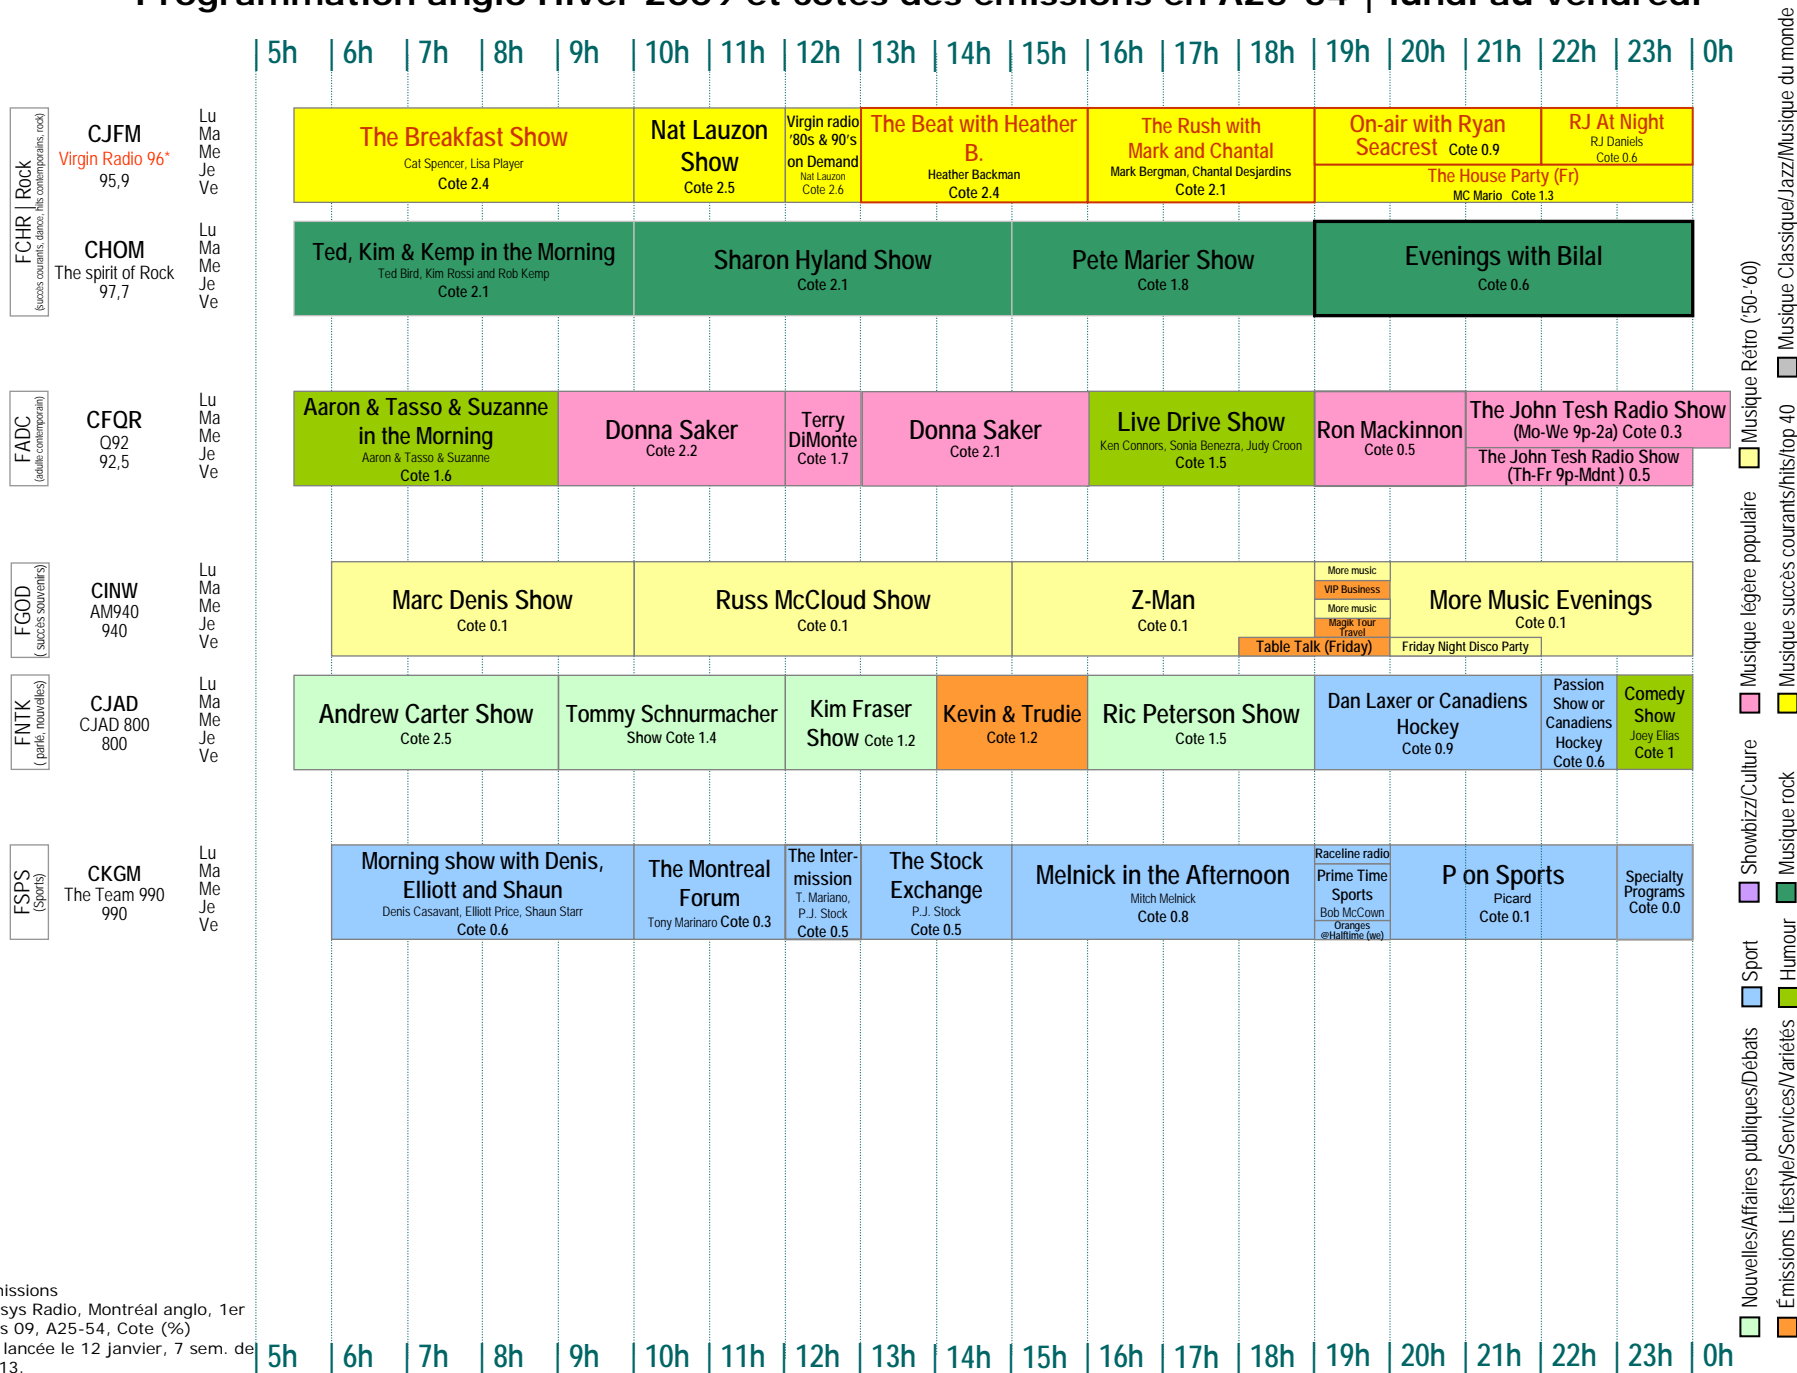 Programmation anglo Hiver 2009 et cotes des émissions en A25-54 | lundi au vendredi
5h 6h 7h 8h 9h 10h 11h 12h 13h 14h 15h 16h 17h 18h 19h 20h 21h 22h 23h 0h
FCHR | Rock
(succès courants, dance, hits contemporains, rock)
CJFM
Virgin Radio 96*
95,9
Lu
Ma
Me
Je
Ve
The Breakfast Show
Cat Spencer, Lisa Player
Cote 2.4
Nat Lauzon
Show
Cote 2.5
Virgin radio
'80s & 90's
on Demand
Nat Lauzon
Cote 2.6
The Beat with Heather
B.
Heather Backman
Cote 2.4
The Rush with
Mark and Chantal
Mark Bergman, Chantal Desjardins
Cote 2.1
On-air with Ryan
Seacrest Cote 0.9
RJ At Night
RJ Daniels
Cote 0.6
The House Party (Fr)
MC Mario Cote 1.3
CHOM
The spirit of Rock
97,7
Lu
Ma
Me
Je
Ve
Ted, Kim & Kemp in the Morning
Ted Bird, Kim Rossi and Rob Kemp
Cote 2.1
Sharon Hyland Show
Cote 2.1
Pete Marier Show
Cote 1.8
Evenings with Bilal
Cote 0.6
FADC
(adulte contemporain)
CFQR
Q92
92,5
Lu
Ma
Me
Je
Ve
Aaron & Tasso & Suzanne
in the Morning
Aaron & Tasso & Suzanne
Cote 1.6
Donna Saker
Cote 2.2
Terry
DiMonte
Cote 1.7
Donna Saker
Cote 2.1
Live Drive Show
Ken Connors, Sonia Benezra, Judy Croon
Cote 1.5
Ron Mackinnon
Cote 0.5
The John Tesh Radio Show
(Mo-We 9p-2a) Cote 0.3
The John Tesh Radio Show
(Th-Fr 9p-Mdnt ) 0.5
FGOD
( succès souvenirs)
CINW
AM940
940
Lu
Ma
Me
Je
Ve
Marc Denis Show
Cote 0.1
Russ McCloud Show
Cote 0.1
Z-Man
Cote 0.1
More music
VIP Business
More music
Magik Tour
Travel
Table Talk (Friday)
More Music Evenings
Cote 0.1
Friday Night Disco Party
FNTK
( parlé, nouvelles)
CJAD
CJAD 800
800
Lu
Ma
Me
Je
Ve
Andrew Carter Show
Cote 2.5
Tommy Schnurmacher
Show Cote 1.4
Kim Fraser
Show Cote 1.2
Kevin & Trudie
Cote 1.2
Ric Peterson Show
Cote 1.5
Dan Laxer or Canadiens
Hockey
Cote 0.9
Passion
Show or
Canadiens
Hockey
Cote 0.6
Comedy
Show
Joey Elias
Cote 1
FSPS
(Sports)
CKGM
The Team 990
990
Lu
Ma
Me
Je
Ve
Morning show with Denis,
Elliott and Shaun
Denis Casavant, Elliott Price, Shaun Starr
Cote 0.6
The Montreal
Forum
Tony Marinaro Cote 0.3
The Inter-
mission
T. Mariano,
P.J. Stock
Cote 0.5
The Stock
Exchange
P.J. Stock
Cote 0.5
Melnick in the Afternoon
Mitch Melnick
Cote 0.8
Raceline radio
Prime Time
Sports
Bob McCown
Oranges
@Halftime (we)
P on Sports
Picard
Cote 0.1
Specialty
Programs
Cote 0.0
Nouvelles/Affaires publiques/Débats
Sport
Showbizz/Culture
Musique légère populaire
Musique Rétro ('50-'60)
Émissions Lifestyle/Services/Variétés
Humour
Musique rock
Musique succès courants/hits/top 40
Musique Classique/Jazz/Musique du monde
nissions
sys Radio, Montréal anglo, 1er
s 09, A25-54, Cote (%)
lancée le 12 janvier, 7 sem. de
13.
5h 6h 7h 8h 9h 10h 11h 12h 13h 14h 15h 16h 17h 18h 19h 20h 21h 22h 23h 0h